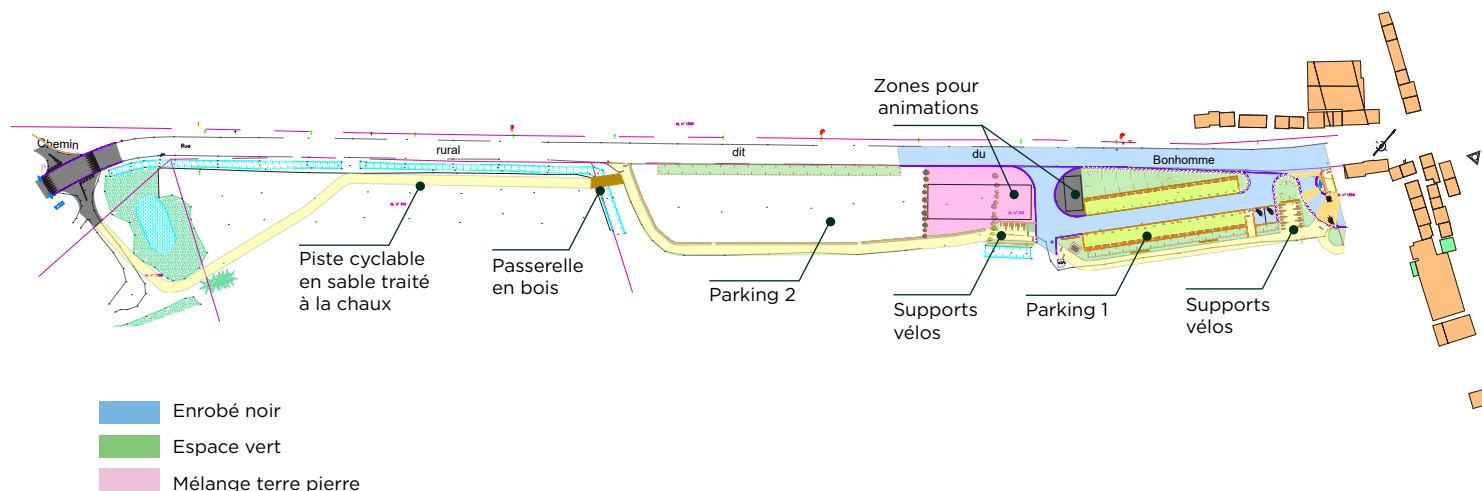 Zones pour
animations
Chemin
Rue
rural
dit
du
Bonhomme
Piste cyclable
en sable traité
à la chaux
Passerelle
en bois
Parking 2
Supports
vélos
Parking 1
Supports
vélos
Enrobé noir
Espace vert
Mélange terre pierre